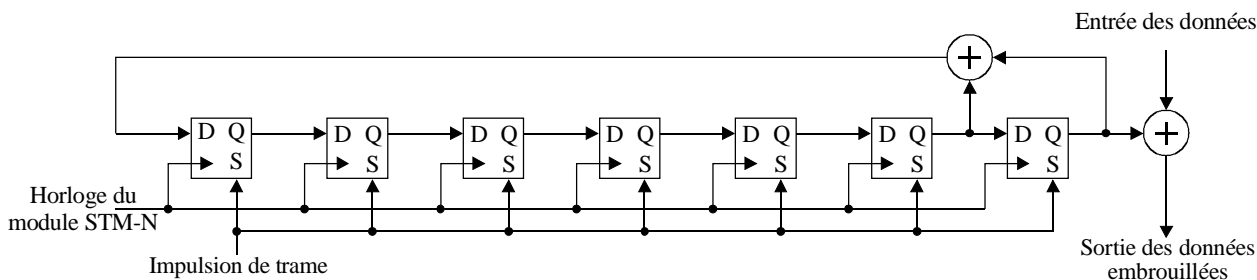 Entrée des données
D Q
S
D Q
S
D Q
S
D Q
S
D Q
S
D Q
S
D Q
S
Horloge du
module STM-N
Impulsion de trame
Sortie des données
embrouillées